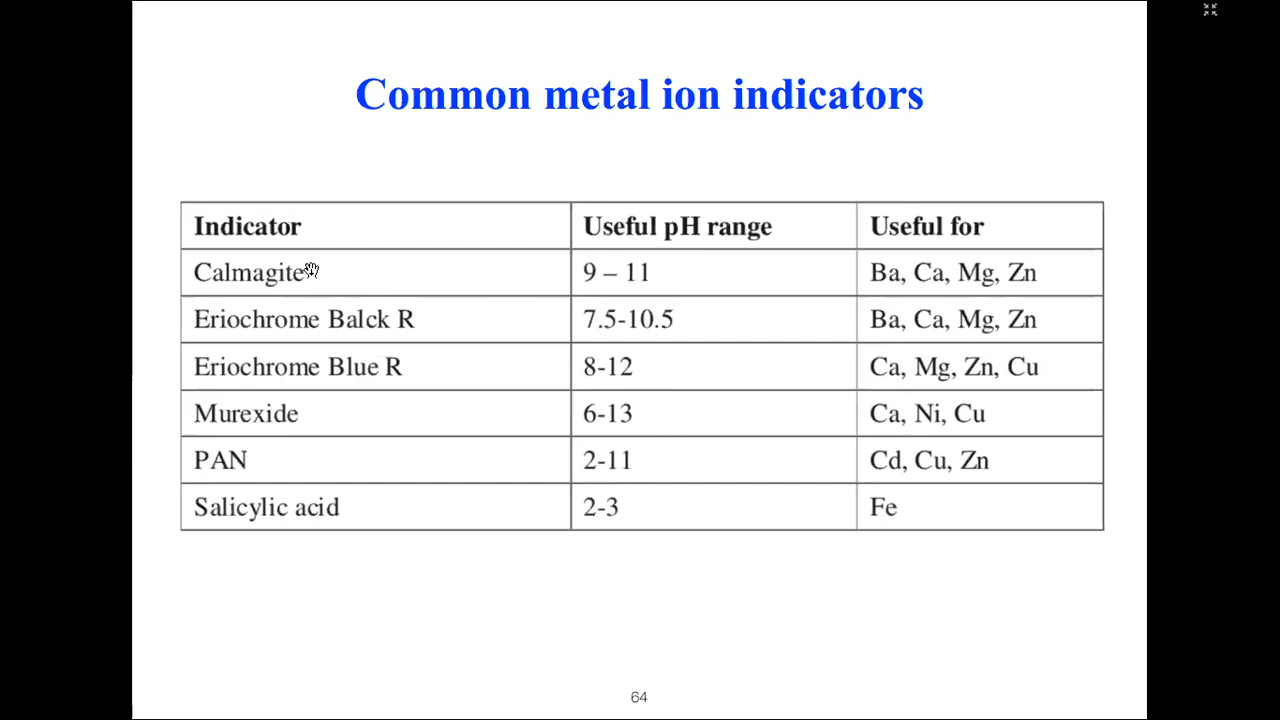 Common metal ion indicators
Indicator Useful pH range Useful for
Calmagite 9 – 11 Ba, Ca, Mg, Zn
Eriochrome Balck R 7.5-10.5 Ba, Ca, Mg, Zn
Eriochrome Blue R 8-12 Ca, Mg, Zn, Cu
Murexide 6-13 Ca, Ni, Cu
PAN 2-11 Cd, Cu, Zn
Salicylic acid 2-3 Fe
64